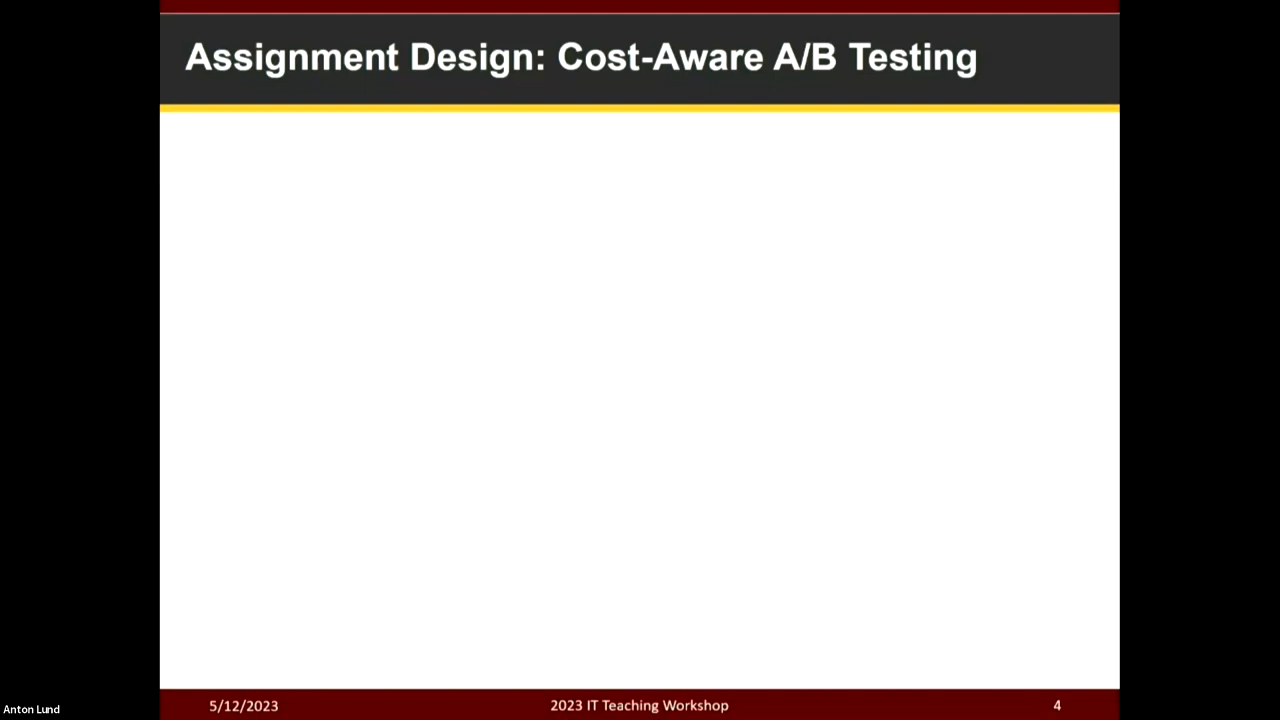 Assignment Design: Cost-Aware A/B Testing
5/12/2023
2023 IT Teaching Workshop
4
Anton Lund